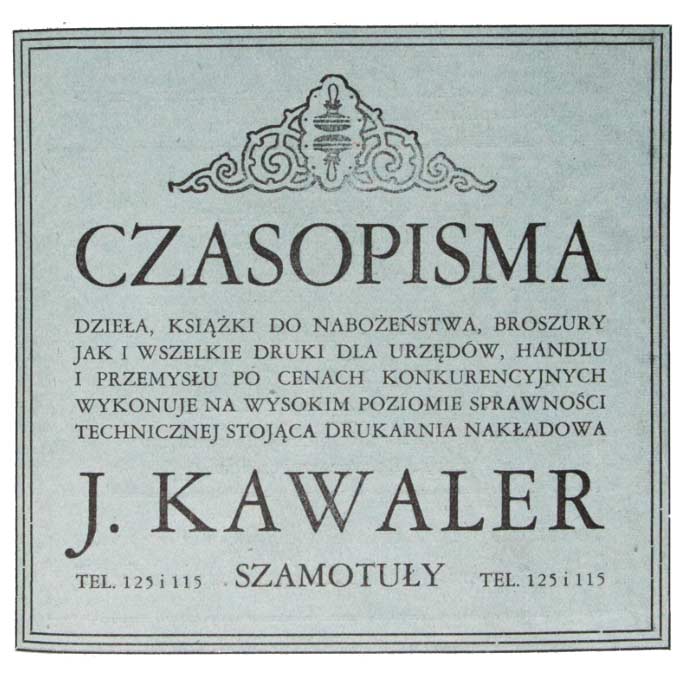 CZASOPISMA
DZIEŁA, KSIĄŻKI DO NABOŻEŃSTWA, BROSZURY
JAK I WSZELKIE DRUKI DLA URZĘDÓW, HANDLU
I PRZEMYSŁU PO CENACH KONKURENCYJNYCH
WYKONUJE NA WYSOKIM POZIOMIE SPRAWNOŚCI
TECHNICZNEJ STOJĄCA DRUKARNIA NAKŁADOWA
J. KAWALER
TEL. 125 i 115 SZAMOTUŁY TEL. 125 i 115